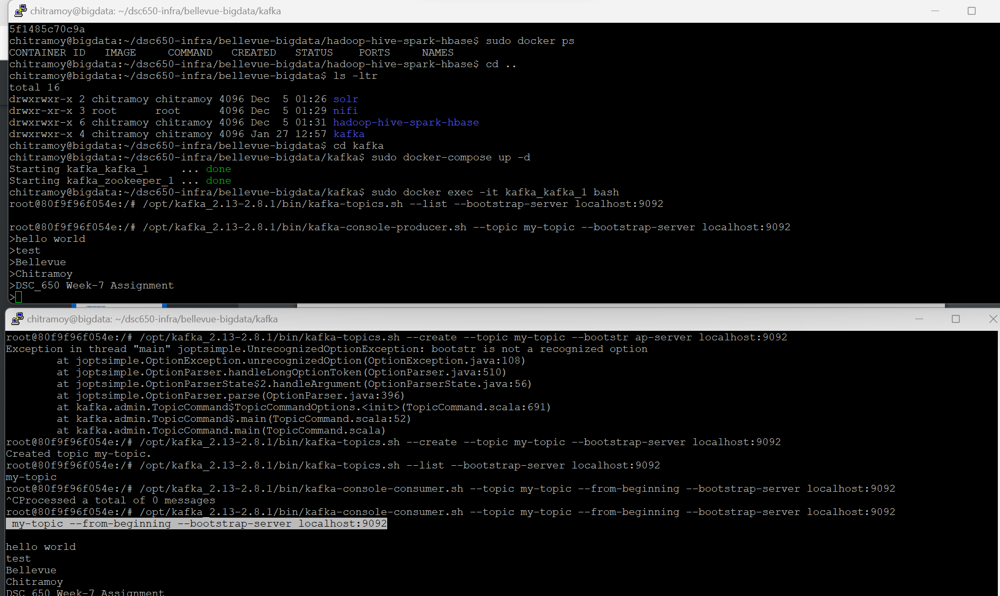 chitramoy@bigdata: ~/dsc650-infra/bellevue-bigdata/kafka
5f1485c70c9a
chitramoy@bigdata:~/dsc650-infra/bellevue-bigdata/hadoop-hive-spark-hbase$ sudo docker ps
CONTAINER ID   IMAGE     COMMAND   CREATED   STATUS    PORTS     NAMES
chitramoy@bigdata:~/dsc650-infra/bellevue-bigdata/hadoop-hive-spark-hbase$ cd ..
chitramoy@bigdata:~/dsc650-infra/bellevue-bigdata$ ls -ltr
total 16
drwxrwxr-x 2 chitramoy chitramoy 4096 Dec  5 01:26 solr
drwxr-xr-x 3 root      root      4096 Dec  5 01:29 nifi
drwxrwxr-x 6 chitramoy chitramoy 4096 Dec  5 01:31 hadoop-hive-spark-hbase
drwxrwxr-x 4 chitramoy chitramoy 4096 Jan 27 12:57 kafka
chitramoy@bigdata:~/dsc650-infra/bellevue-bigdata$ cd kafka
chitramoy@bigdata:~/dsc650-infra/bellevue-bigdata/kafka$ sudo docker-compose up -d
Starting kafka_kafka_1     ... done
Starting kafka_zookeeper_1 ... done
chitramoy@bigdata:~/dsc650-infra/bellevue-bigdata/kafka$ sudo docker exec -it kafka_kafka_1 bash
root@80f9f96f054e:/# /opt/kafka_2.13-2.8.1/bin/kafka-topics.sh --list --bootstrap-server localhost:9092
root@80f9f96f054e:/# /opt/kafka_2.13-2.8.1/bin/kafka-console-producer.sh --topic my-topic --bootstrap-server localhost:9092
>hello world
>test
>Bellevue
>Chitramoy
>DSC_650 Week-7 Assignment
>
chitramoy@bigdata: ~/dsc650-infra/bellevue-bigdata/kafka
root@80f9f96f054e:/# /opt/kafka_2.13-2.8.1/bin/kafka-topics.sh --create --topic my-topic --bootstr ap-server localhost:9092
Exception in thread "main" joptsimple.UnrecognizedOptionException: bootstr is not a recognized option
        at joptsimple.OptionException.unrecognizedOption(OptionException.java:108)
        at joptsimple.OptionParser.handleLongOptionToken(OptionParser.java:510)
        at joptsimple.OptionParserState$2.handleArgument(OptionParserState.java:56)
        at joptsimple.OptionParser.parse(OptionParser.java:396)
        at kafka.admin.TopicCommand$TopicCommandOptions.<init>(TopicCommand.scala:691)
        at kafka.admin.TopicCommand$.main(TopicCommand.scala:52)
        at kafka.admin.TopicCommand.main(TopicCommand.scala)
root@80f9f96f054e:/# /opt/kafka_2.13-2.8.1/bin/kafka-topics.sh --create --topic my-topic --bootstrap-server localhost:9092
Created topic my-topic.
root@80f9f96f054e:/# /opt/kafka_2.13-2.8.1/bin/kafka-topics.sh --list --bootstrap-server localhost:9092
my-topic
root@80f9f96f054e:/# /opt/kafka_2.13-2.8.1/bin/kafka-console-consumer.sh --topic my-topic --from-beginning --bootstrap-server localhost:9092
^CProcessed a total of 0 messages
root@80f9f96f054e:/# /opt/kafka_2.13-2.8.1/bin/kafka-console-consumer.sh --topic my-topic --from-beginning --bootstrap-server localhost:9092
 my-topic --from-beginning --bootstrap-server localhost:9092
hello world
test
Bellevue
Chitramoy
DSC_650 Week-7 Assignment